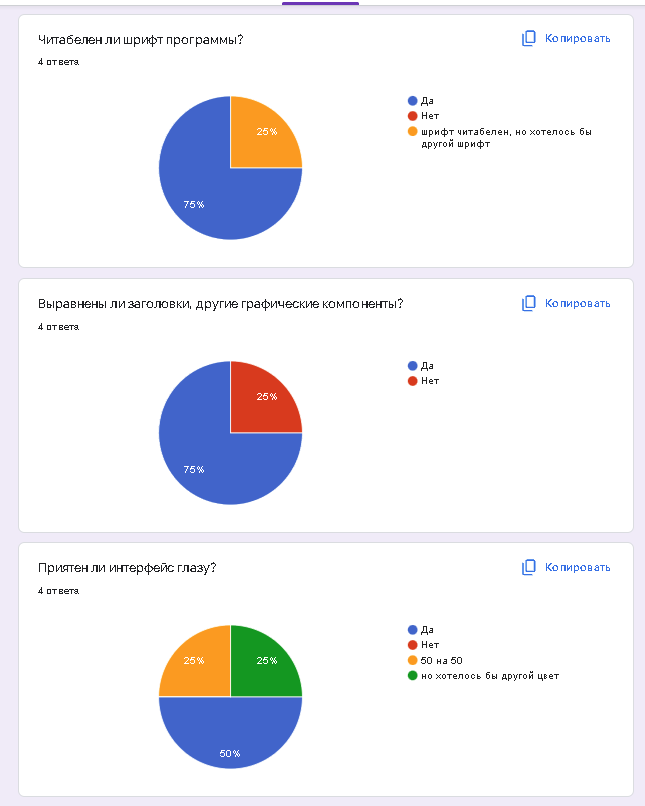 Читабелен ли шрифт программы?
Копировать
4 ответа
Да
Нет
шрифт читабелен, но хотелось бы
другой шрифт
25%
75%
Выравнены ли заголовки, другие графические компоненты?
Копировать
4 ответа
Да
Нет
25%
75%
Приятен ли интерфейс глазу?
Копировать
4 ответа
Да
Нет
50 на 50
но хотелось бы другой цвет
25%
25%
50%